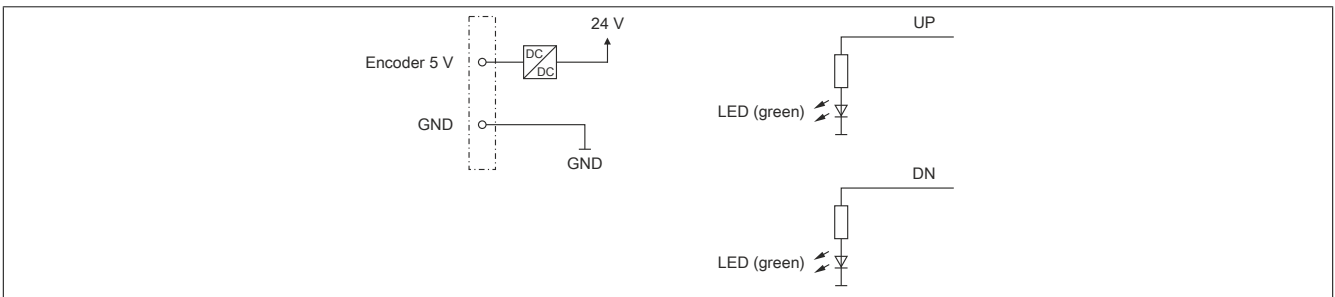 24 V
Encoder 5 V
DC
DC
GND
GND
UP
LED (green)
DN
LED (green)